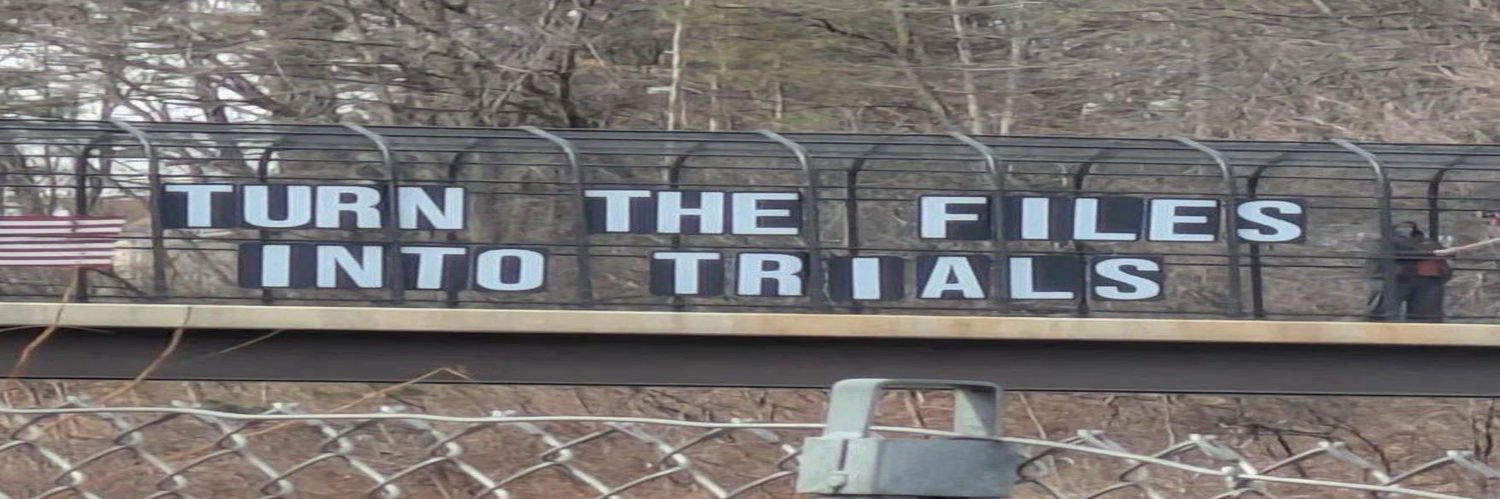 TURN THE FILES
INTO TRIALS